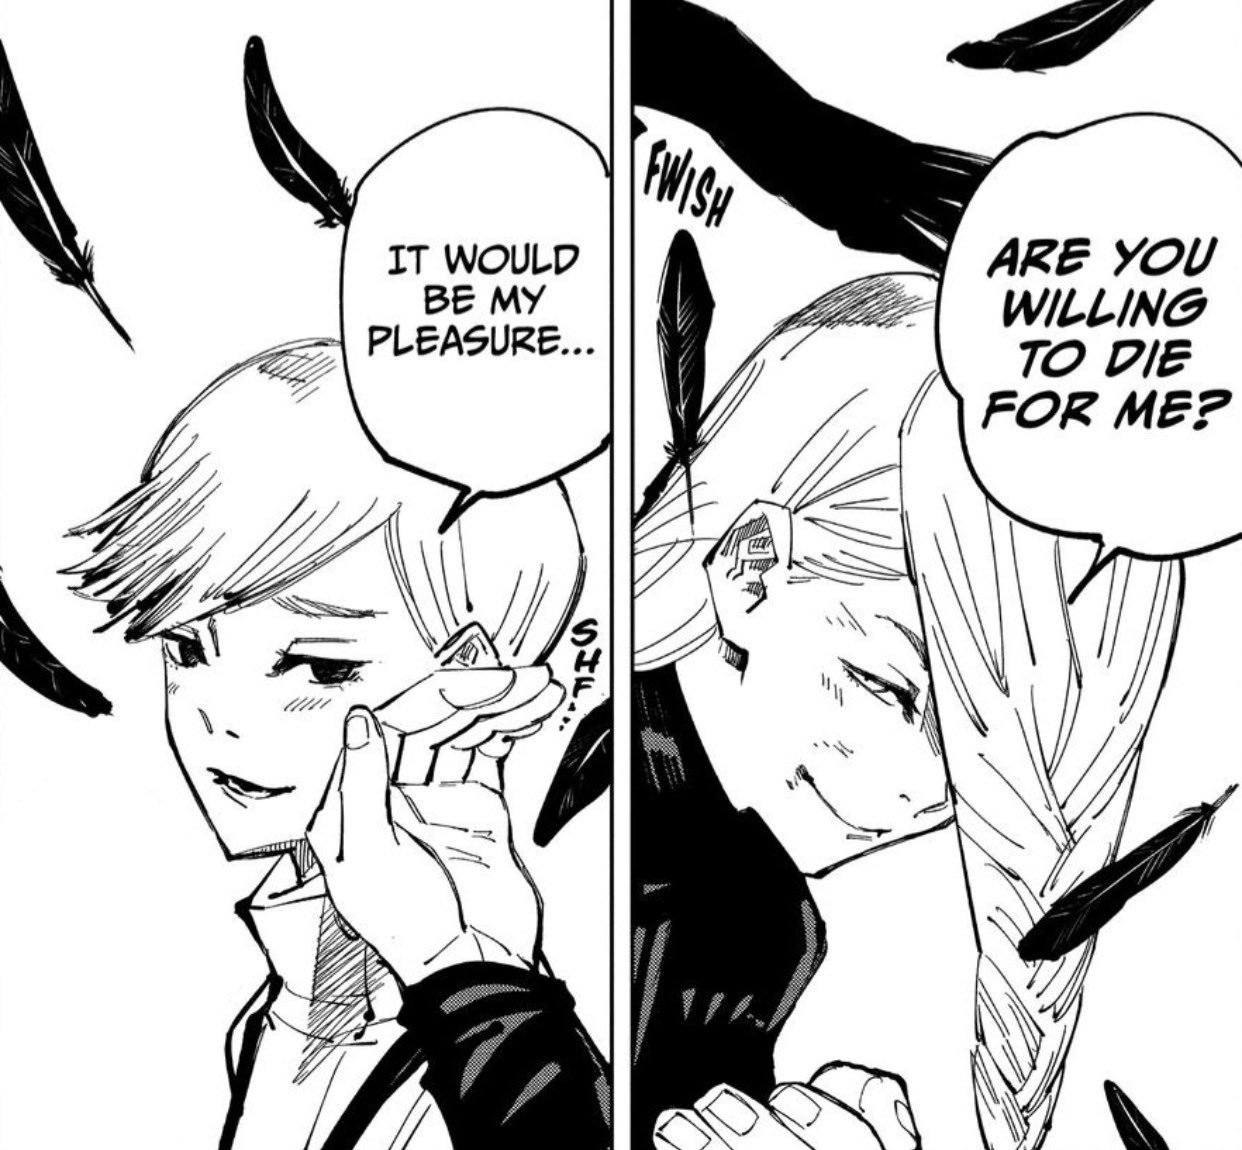 ARE YOU
WILLING
TO DIE
FOR ME?
FWISH
IT WOULD
BE MY
PLEASURE...
SHF...